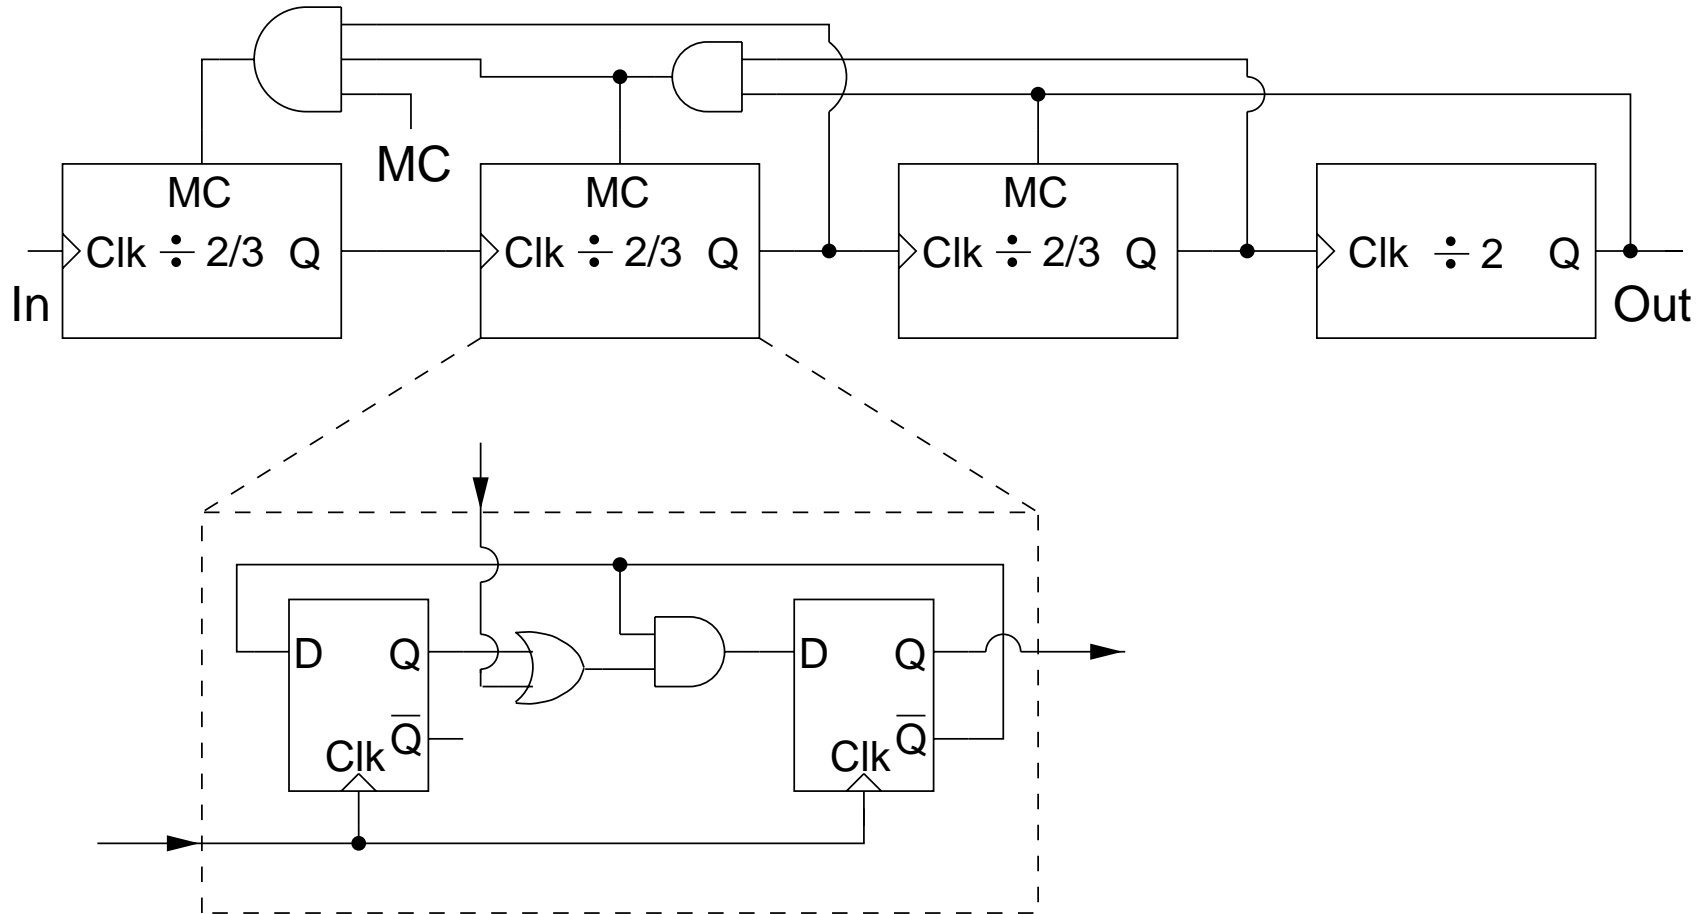 MC
MC
MC
MC
Clk ÷ 2/3 Q
Clk ÷ 2/3 Q
Clk ÷ 2/3 Q
Clk ÷ 2 Q
In
Out
D Q
Q̅
Clk
D Q
Q̅
Clk